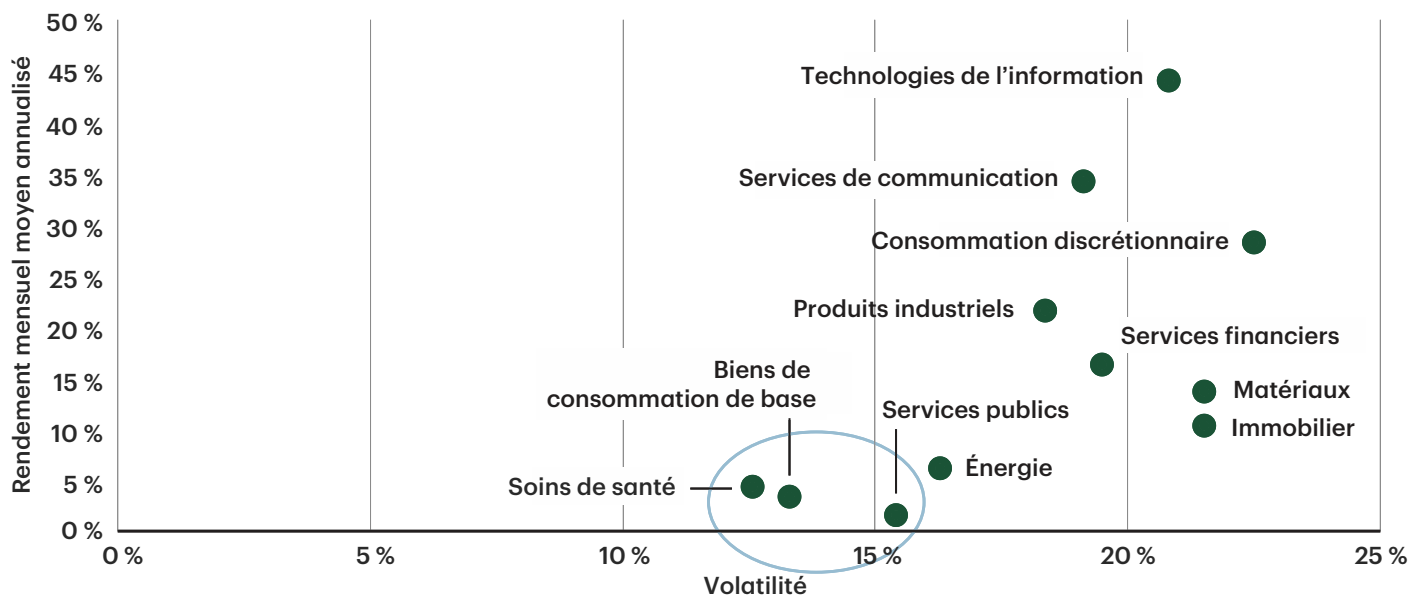 50 %
45 %
40 %
35 %
30 %
25 %
20 %
15 %
10 %
5 %
0 %
Rendement mensuel moyen annualisé
Technologies de l’information
Services de communication
Consommation discrétionnaire
Produits industriels
Services financiers
Biens de
consommation de base
Matériaux
Services publics
Immobilier
Énergie
Soins de santé
0 %
5 %
10 %
15 %
20 %
25 %
Volatilité